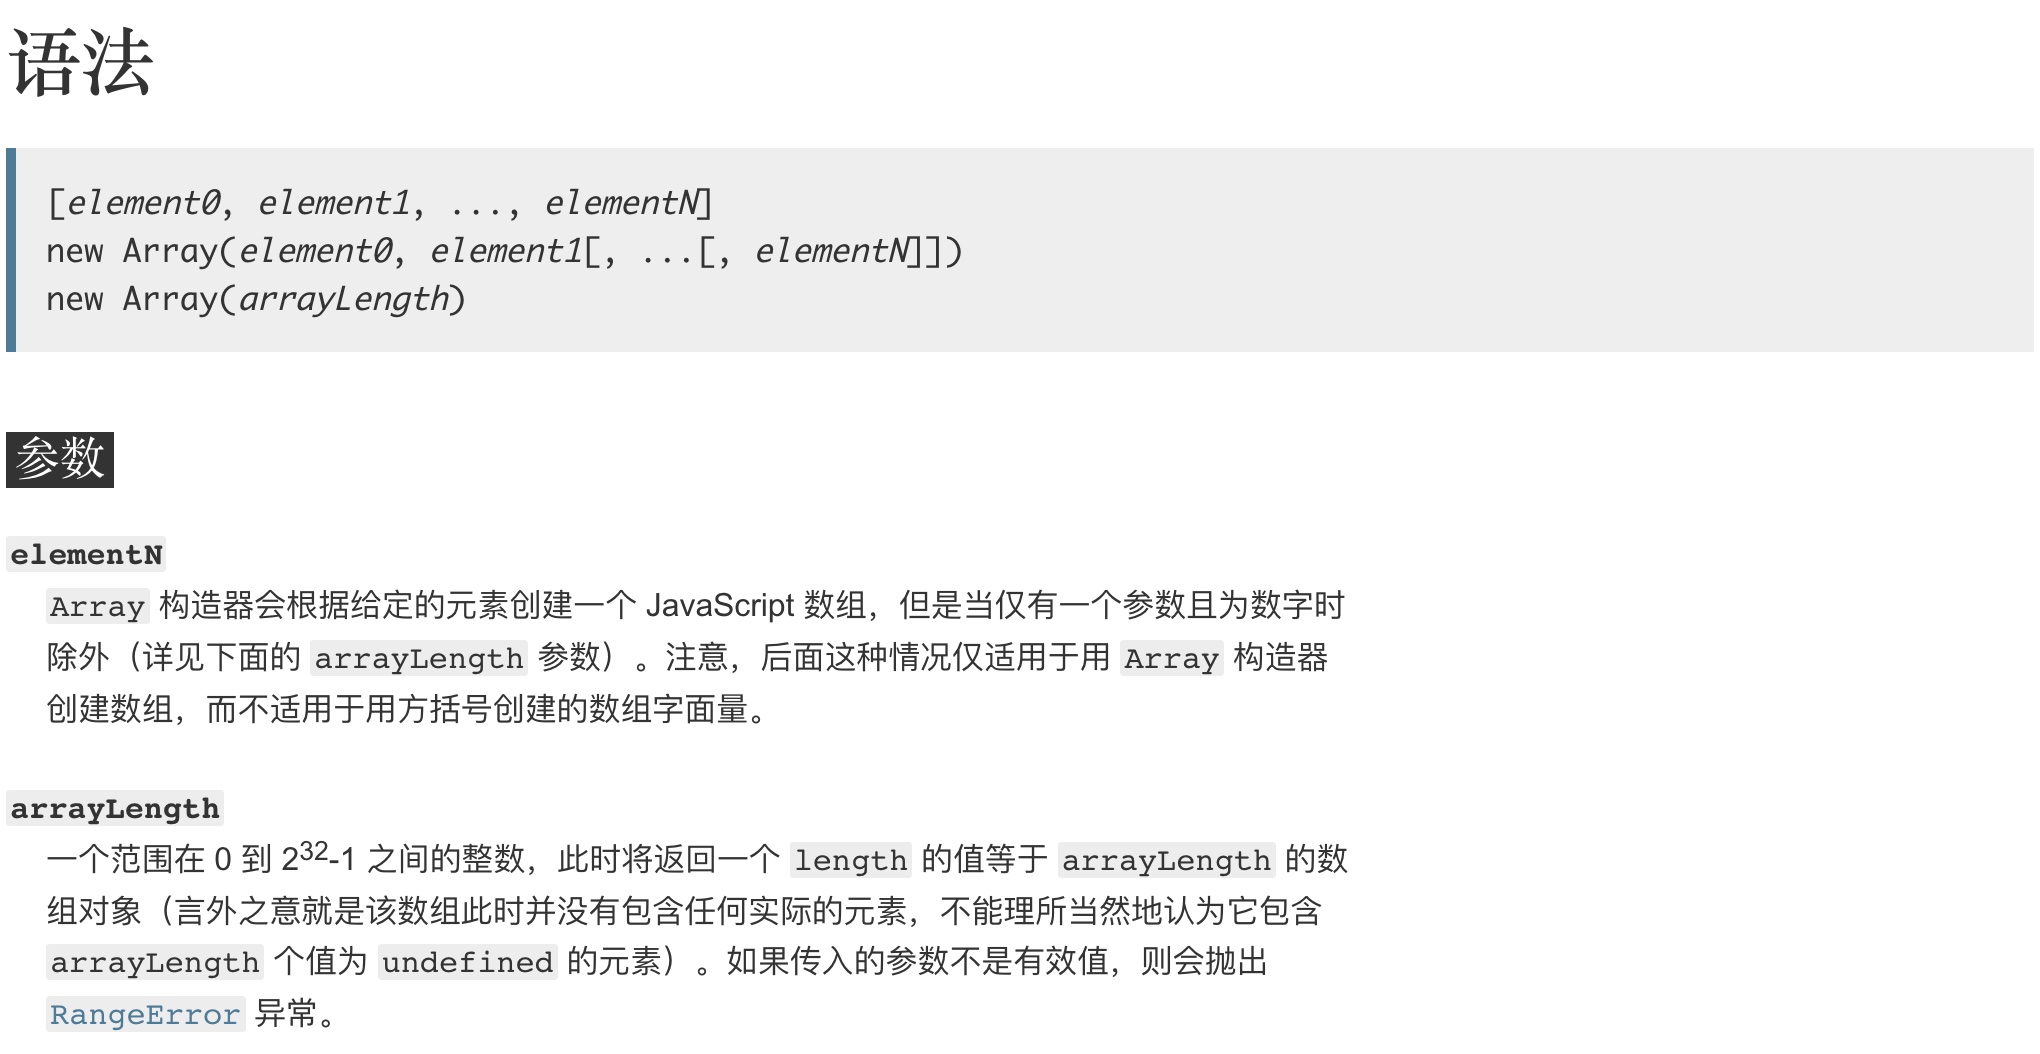 语法
[element0, element1, ..., elementN]
new Array(element0, element1[, ...[, elementN]])
new Array(arrayLength)
参数
elementN
Array 构造器会根据给定的元素创建一个 JavaScript 数组，但是当仅有一个参数且为数字时
除外（详见下面的 arrayLength 参数）。注意，后面这种情况仅适用于用 Array 构造器
创建数组，而不适用于用方括号创建的数组字面量。
arrayLength
一个范围在 0 到 2³²-1 之间的整数，此时将返回一个 length 的值等于 arrayLength 的数
组对象（言外之意就是该数组此时并没有包含任何实际的元素，不能理所当然地认为它包含
arrayLength 个值为 undefined 的元素）。如果传入的参数不是有效值，则会抛出
RangeError 异常。